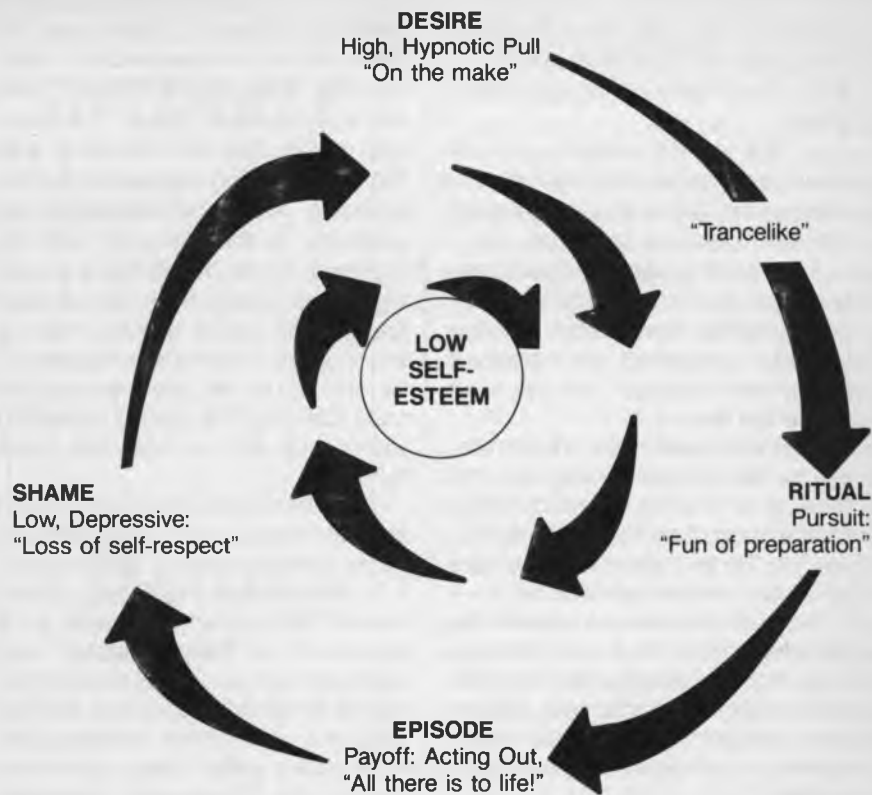 DESIRE
High, Hypnotic Pull
“On the make”
“Trancelike”
LOW
SELF-
ESTEEM
RITUAL
Pursuit:
“Fun of preparation”
SHAME
Low, Depressive:
“Loss of self-respect”
EPISODE
Payoff: Acting Out,
“All there is to life!”